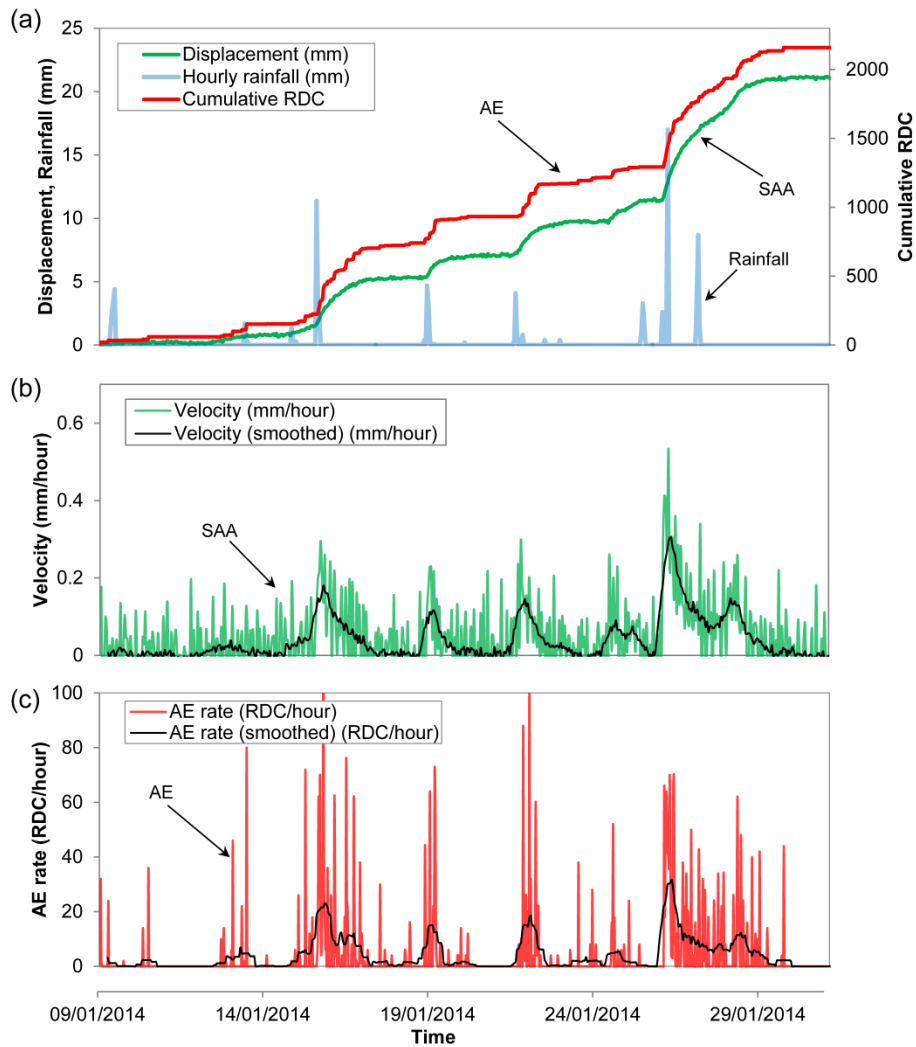 (a)
25
20
15
10
5
0
Displacement, Rainfall (mm)
Displacement (mm)
Hourly rainfall (mm)
Cumulative RDC
AE
SAA
Rainfall
2000
1500
1000
500
0
Cumulative RDC
(b)
0.6
0.4
0.2
0
Velocity (mm/hour)
Velocity (mm/hour)
Velocity (smoothed) (mm/hour)
SAA
(c)
100
80
60
40
20
0
AE rate (RDC/hour)
AE rate (RDC/hour)
AE rate (smoothed) (RDC/hour)
AE
09/01/2014 14/01/2014 19/01/2014 24/01/2014 29/01/2014
Time